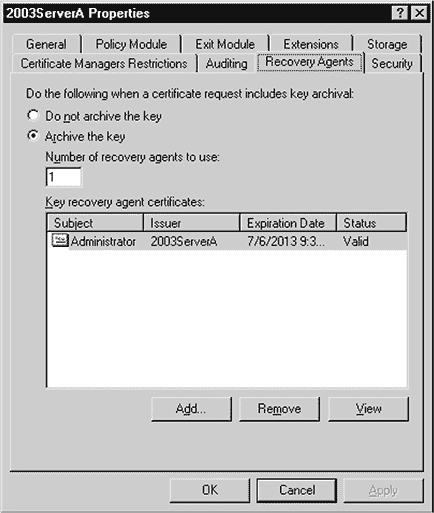 2003ServerA Properties
General Policy Module Exit Module Extensions Storage
Certificate Managers Restrictions Auditing Recovery Agents Security
Do the following when a certificate request includes key archival:
Do not archive the key
Archive the key
Number of recovery agents to use:
1
Key recovery agent certificates:
Subject Issuer Expiration Date Status
Administrator 2003ServerA 7/6/2013 9:3... Valid
Add... Remove View
OK Cancel Apply